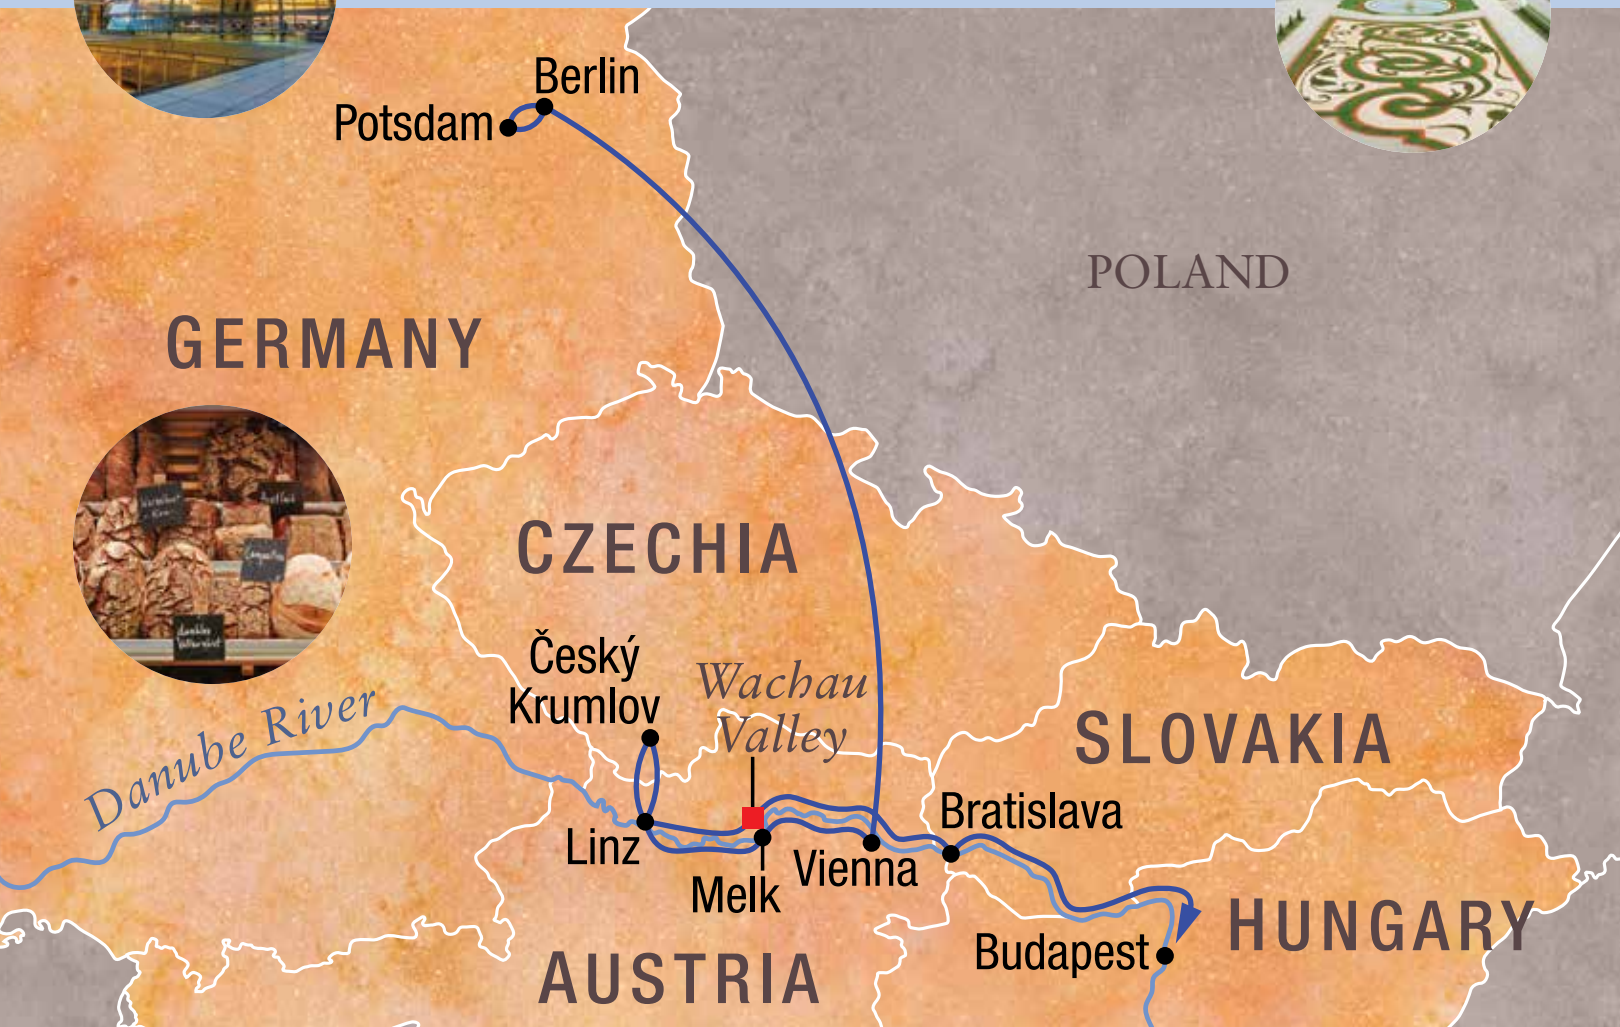 Berlin
Potsdam
POLAND
GERMANY
CZECHIA
Český
Krumlov
Wachau
Valley
Danube River
SLOVAKIA
Bratislava
Linz
Vienna
Melk
HUNGARY
Budapest
AUSTRIA